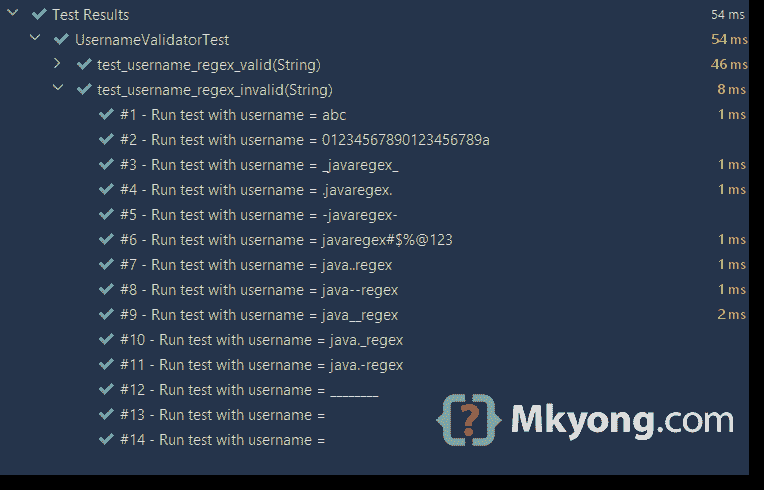 Test Results 54 ms
UsernameValidatorTest 54 ms
test_username_regex_valid(String) 46 ms
test_username_regex_invalid(String) 8 ms
#1 - Run test with username = abc 1 ms
#2 - Run test with username = 01234567890123456789a
#3 - Run test with username = _javaregex_ 1 ms
#4 - Run test with username = .javaregex. 1 ms
#5 - Run test with username = -javaregex-
#6 - Run test with username = javaregex#$%@123 1 ms
#7 - Run test with username = java..regex 1 ms
#8 - Run test with username = java--regex 1 ms
#9 - Run test with username = java__regex 2 ms
#10 - Run test with username = java._regex
#11 - Run test with username = java.-regex
#12 - Run test with username = ________
#13 - Run test with username =
#14 - Run test with username =
{?} Mkyong.com